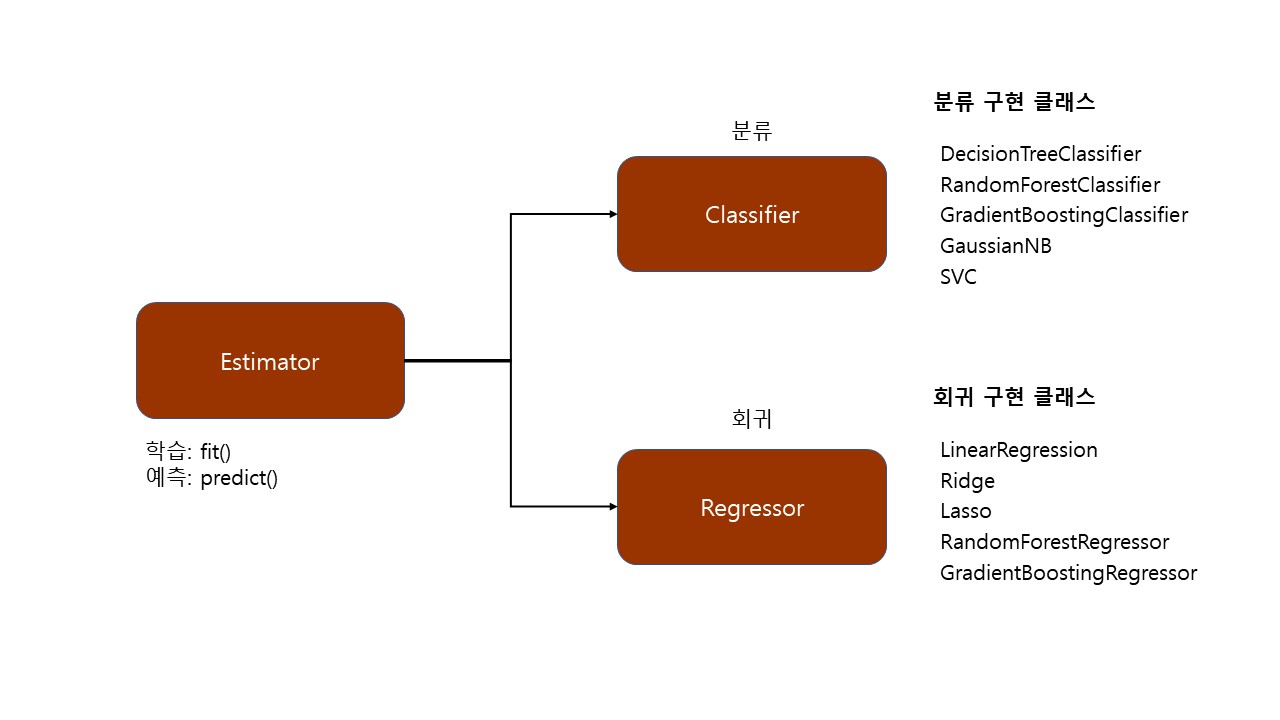 분류 구현 클래스
분류
DecisionTreeClassifier
RandomForestClassifier
Classifier
GradientBoostingClassifier
GaussianNB
SVC
Estimator
학습: fit()
예측: predict()
회귀 구현 클래스
회귀
LinearRegression
Ridge
Regressor
Lasso
RandomForestRegressor
GradientBoostingRegressor